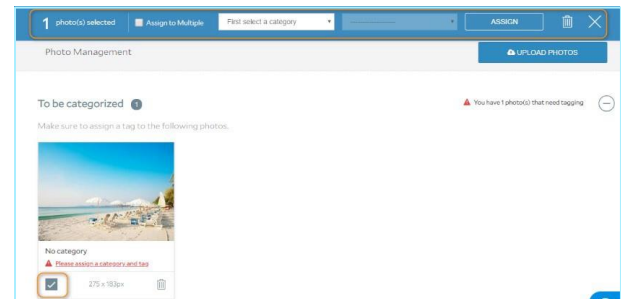 1 photo(s) selected Assign to Multiple First select a category ASSIGN
Photo Management UPLOAD PHOTOS
To be categorized 1 You have 1 photo(s) that need tagging
Make sure to assign a tag to the following photos.
No category
Please assign a category and tag
275 x 183px